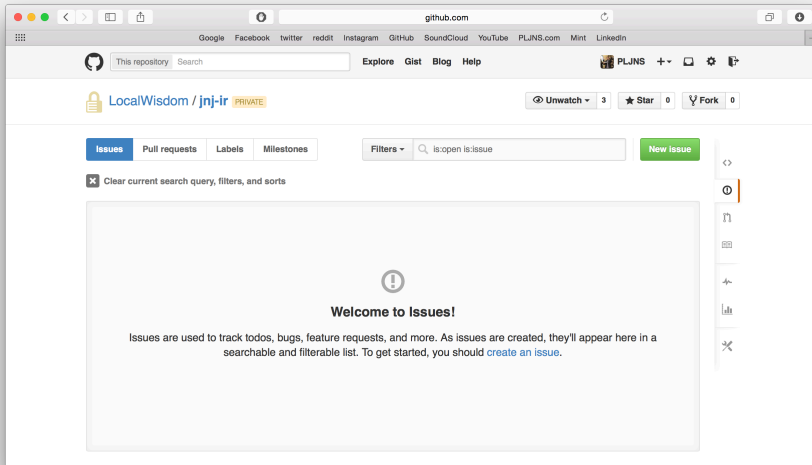 github.com
Google Facebook twitter reddit Instagram GitHub SoundCloud YouTube PLJNS.com Mint LinkedIn
This repository Search Explore Gist Blog Help PLJNS
LocalWisdom / jnj-ir PRIVATE Unwatch 3 Star 0 Fork 0
Issues Pull requests Labels Milestones Filters is:open is:issue New issue
Clear current search query, filters, and sorts
Welcome to Issues!
Issues are used to track todos, bugs, feature requests, and more. As issues are created, they'll appear here in a
searchable and filterable list. To get started, you should create an issue.